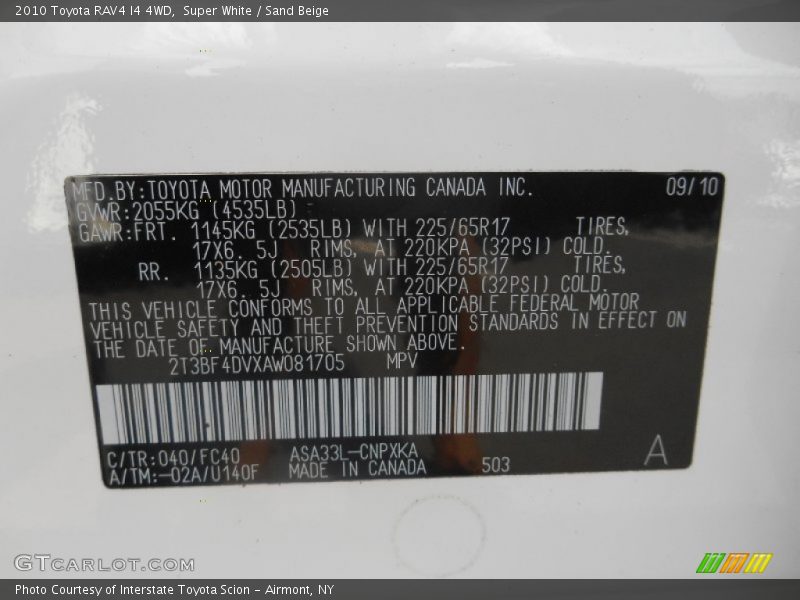 2010 Toyota RAV4 I4 4WD, Super White / Sand Beige
MFD.BY:TOYOTA MOTOR MANUFACTURING CANADA INC. 09/10
GVWR:2055KG (4535LB)
GAWR:FRT. 1145KG (2535LB) WITH 225/65R17 TIRES,
17X6. 5J RIMS, AT 220KPA (32PSI) COLD.
RR. 1135KG (2505LB) WITH 225/65R17 TIRES,
17X6. 5J RIMS, AT 220KPA (32PSI) COLD.
THIS VEHICLE CONFORMS TO ALL APPLICABLE FEDERAL MOTOR
VEHICLE SAFETY AND THEFT PREVENTION STANDARDS IN EFFECT ON
THE DATE OF MANUFACTURE SHOWN ABOVE.
2T3BF4DVXAW081705 MPV
C/TR:040/FC40 ASA33L-CNPXKA
A/TM:-02A/U140F MADE IN CANADA 503 A
GTCARLOT.COM
Photo Courtesy of Interstate Toyota Scion - Airmont, NY